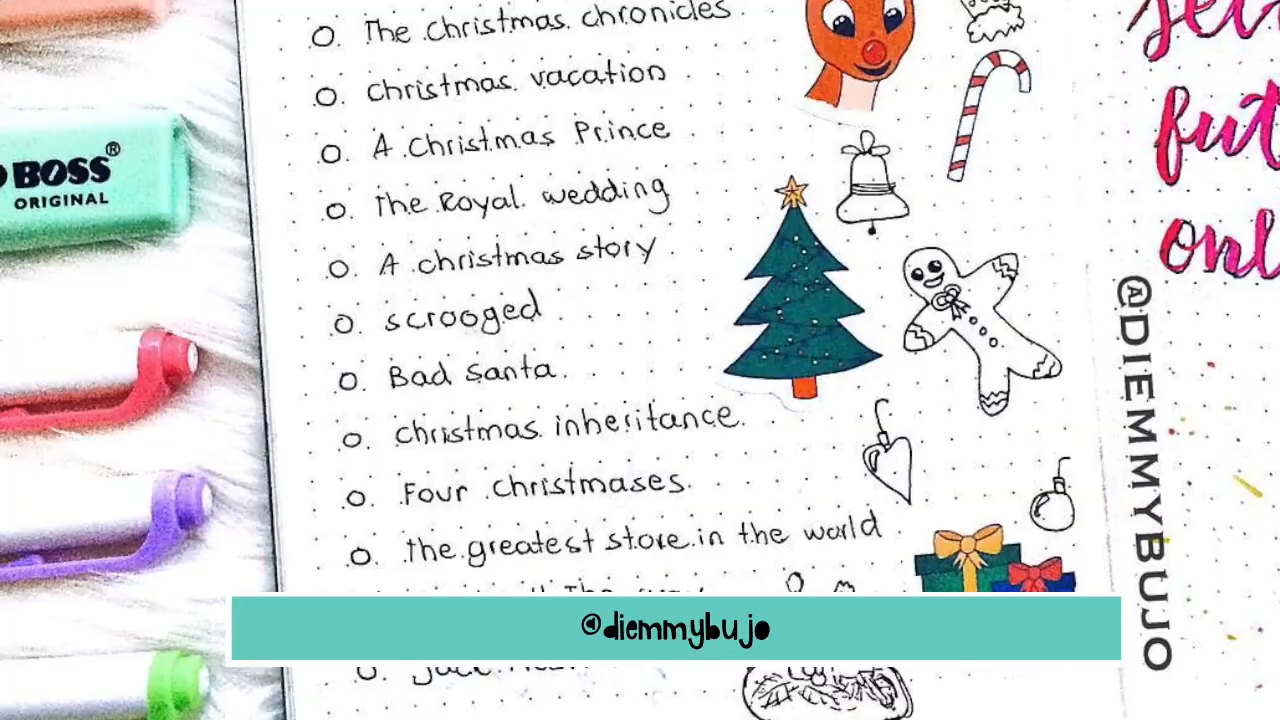 The Christmas chronicles
Christmas vacation
A Christmas Prince
The Royal wedding
A christmas story
scrooged
Bad Santa
Christmas inheritance
Four Christmases
The greatest store in the world
BOSS®
ORIGINAL
@DIEMMYBUJO
@diemmybujo